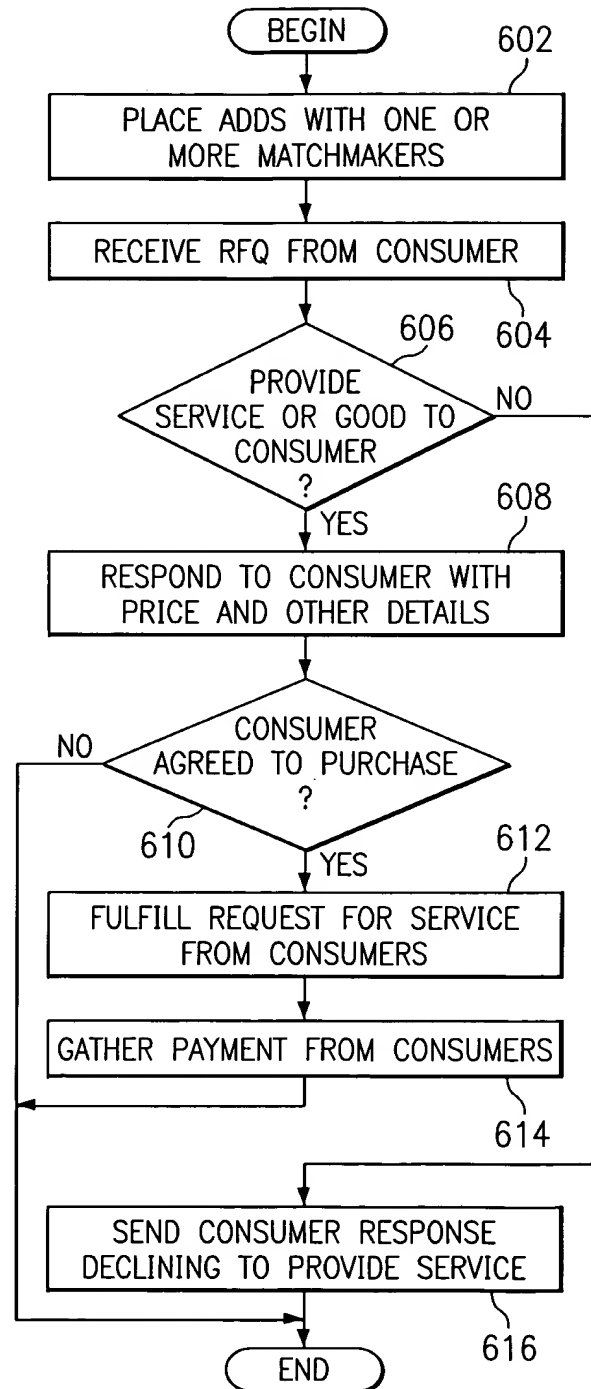 BEGIN
602
PLACE ADDS WITH ONE OR
MORE MATCHMAKERS
RECEIVE RFQ FROM CONSUMER
604
606
PROVIDE
SERVICE OR GOOD TO
CONSUMER
?
NO
YES
608
RESPOND TO CONSUMER WITH
PRICE AND OTHER DETAILS
CONSUMER
AGREED TO PURCHASE
?
NO
610
YES
612
FULFILL REQUEST FOR SERVICE
FROM CONSUMERS
GATHER PAYMENT FROM CONSUMERS
614
SEND CONSUMER RESPONSE
DECLINING TO PROVIDE SERVICE
616
END